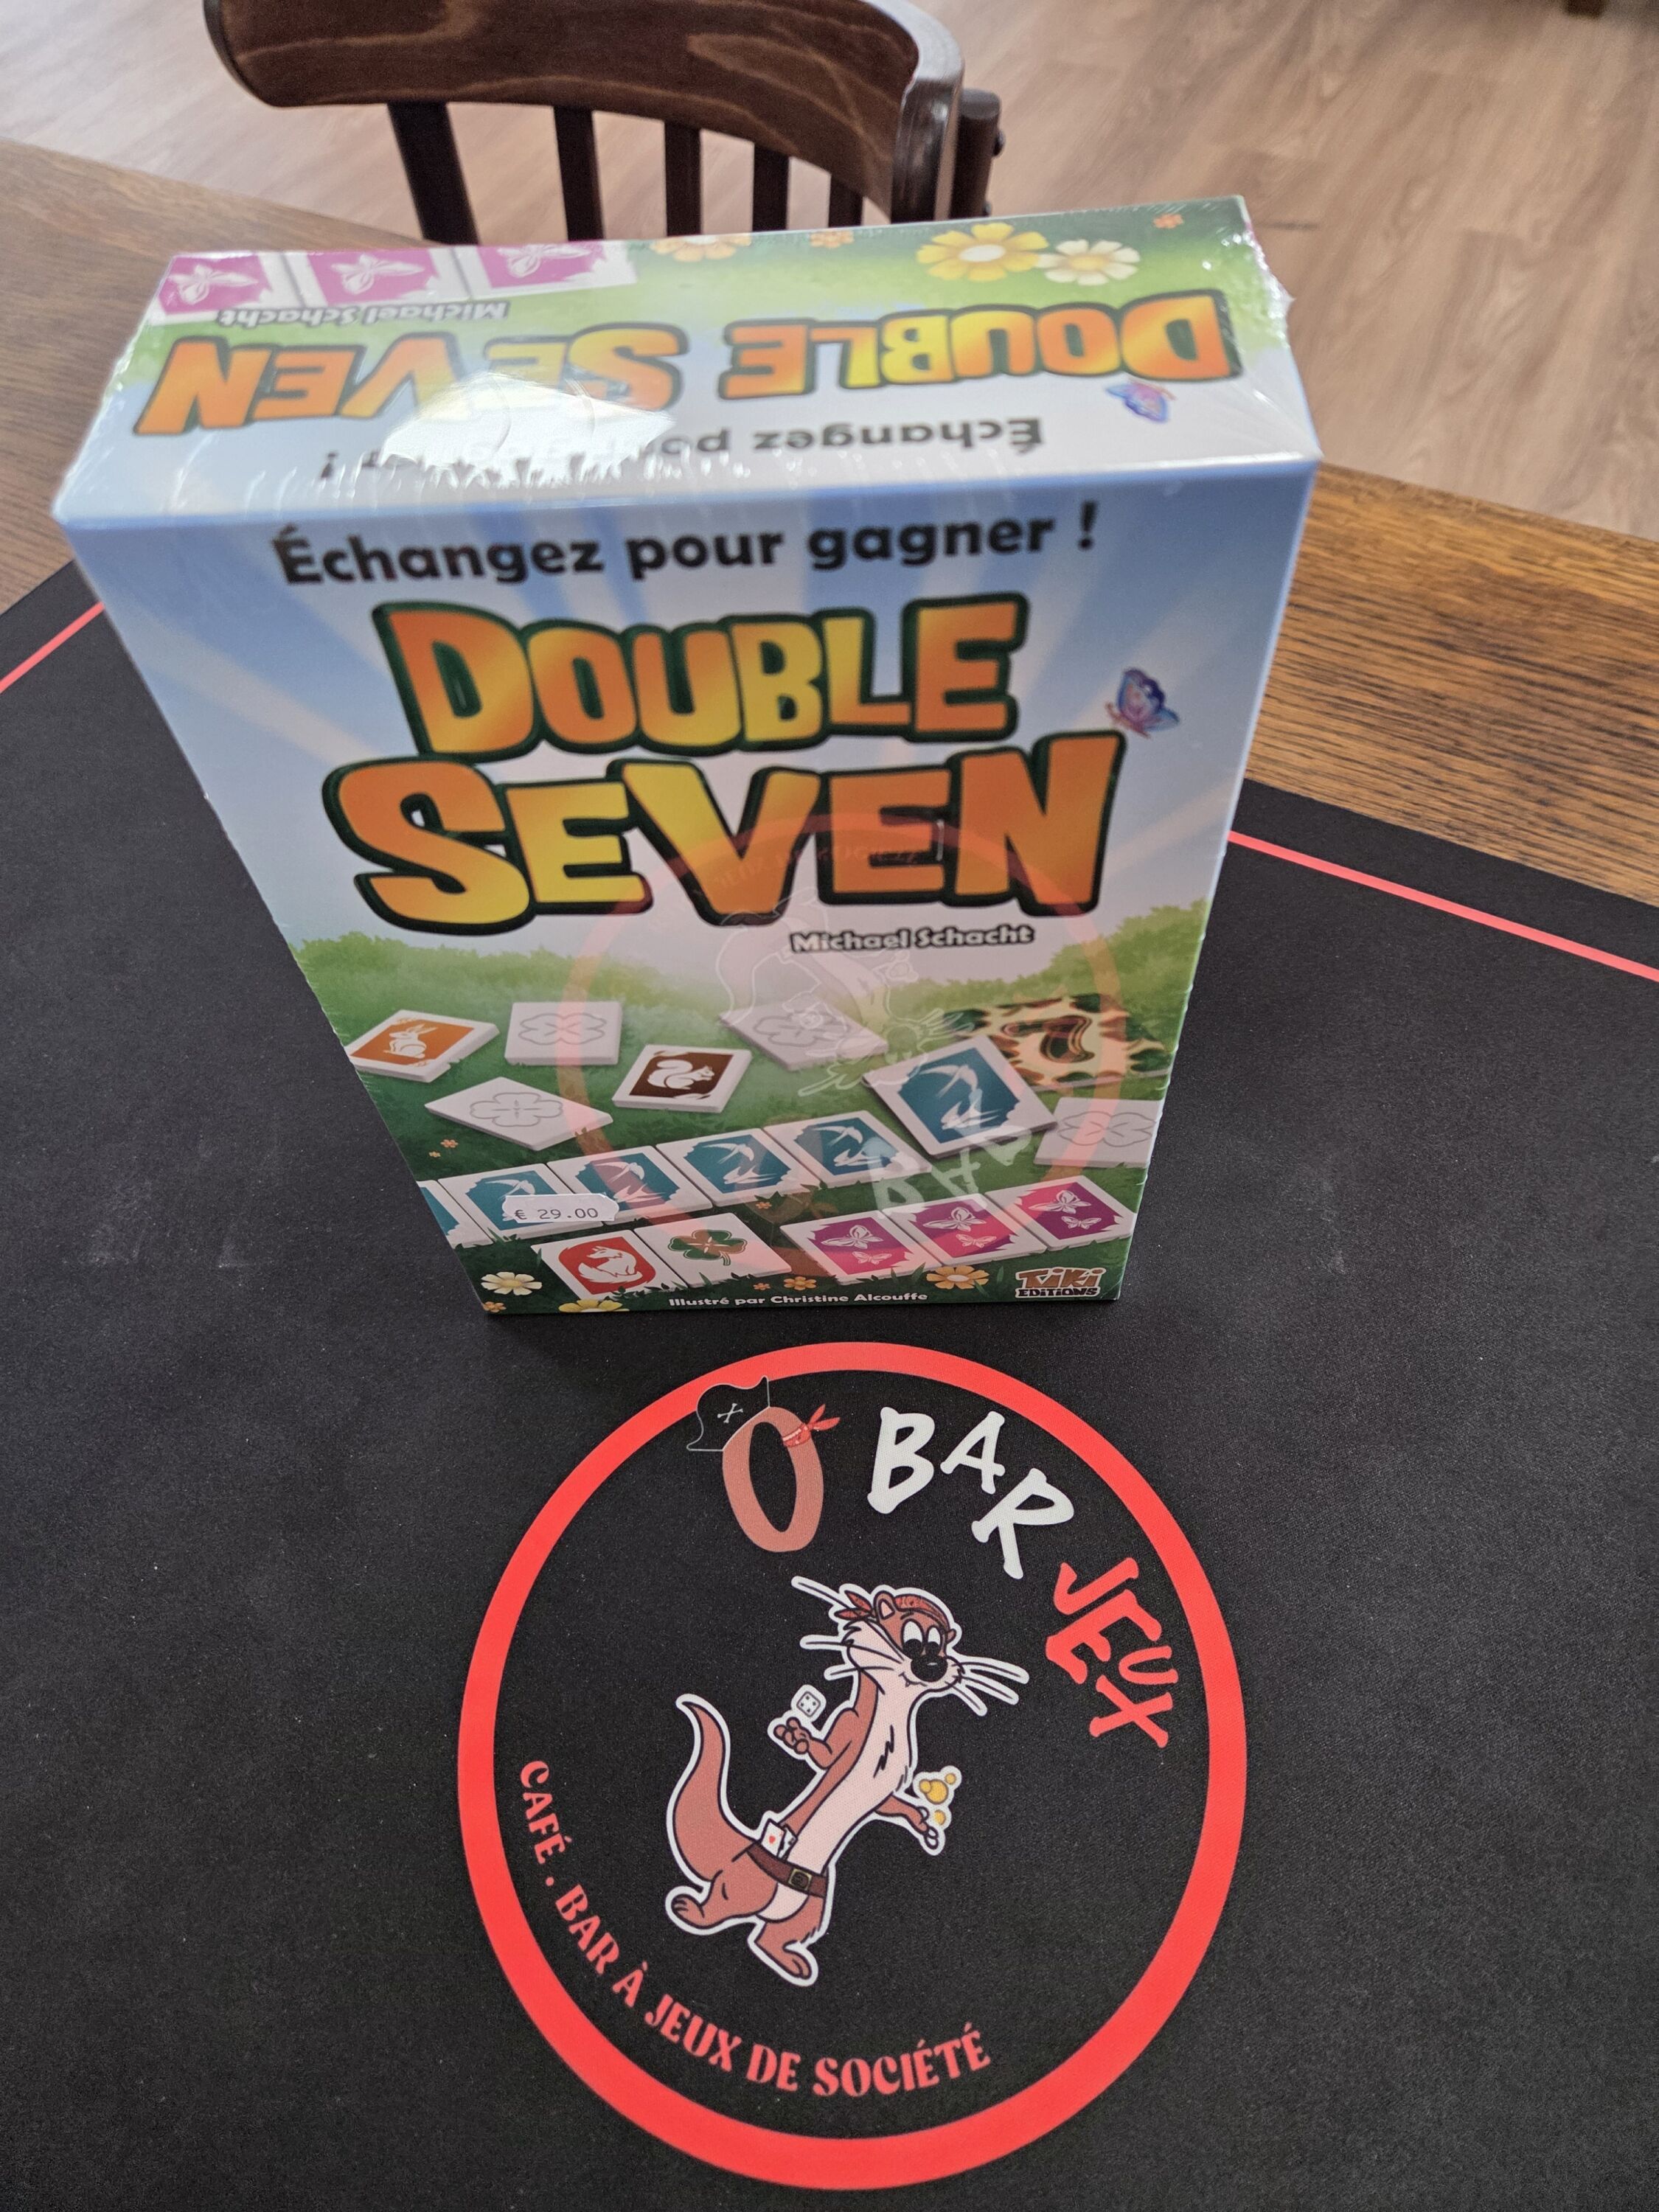 Michael Schacht
DOUBLE SEVEN
Échangez pour gagner !
Échangez pour gagner !
DOUBLE
SEVEN
Michael Schacht
7
€ 29.00
Illustré par Christine Alcouffe
TIKI
EDITIONS
Ô BAR JEUX
CAFÉ . BAR À JEUX DE SOCIÉTÉ